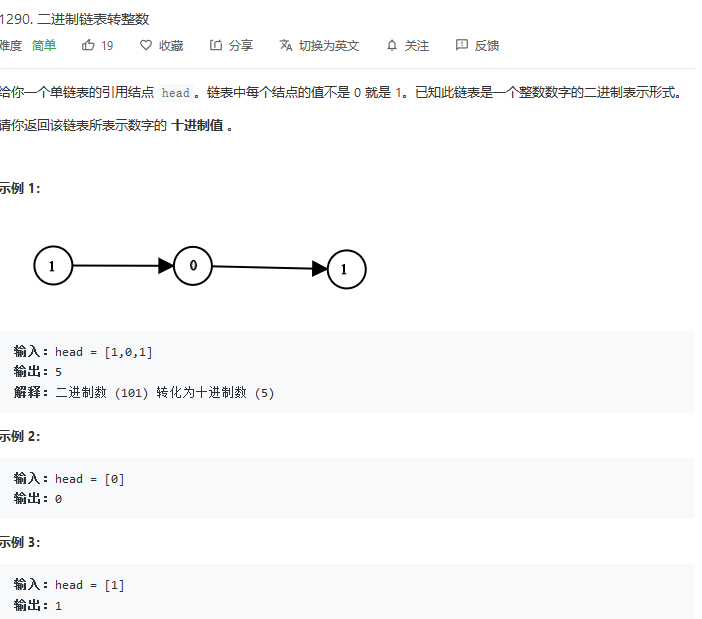 1290. 二进制链表转整数
难度 简单 19 收藏 分享 切换为英文 关注 反馈
给你一个单链表的引用结点 head 。链表中每个结点的值不是 0 就是 1。已知此链表是一个整数数字的二进制表示形式。
请你返回该链表所表示数字的 十进制值 。
示例 1：
1 0 1
输入：head = [1,0,1]
输出：5
解释：二进制数 (101) 转化为十进制数 (5)
示例 2：
输入：head = [0]
输出：0
示例 3：
输入：head = [1]
输出：1